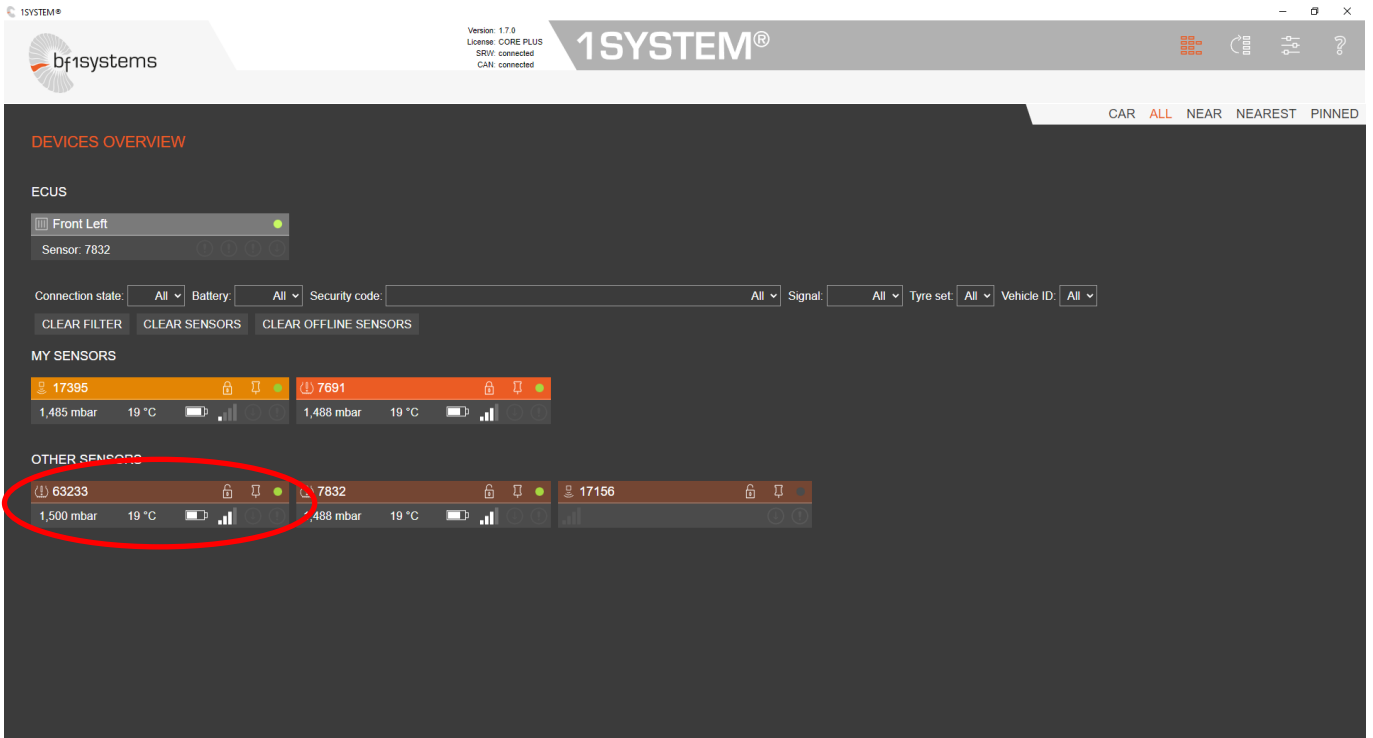 1SYSTEM®
bf1systems
Version: 1.7.0
License: CORE PLUS
SRW: connected
CAN: connected
1SYSTEM®
CAR ALL NEAR NEAREST PINNED
DEVICES OVERVIEW
ECUS
Front Left
Sensor: 7832
Connection state: All Battery: All Security code: All Signal: All Tyre set: All Vehicle ID: All
CLEAR FILTER CLEAR SENSORS CLEAR OFFLINE SENSORS
MY SENSORS
17395 7691
1,485 mbar 19 °C 1,488 mbar 19 °C
OTHER SENSORS
63233 7832 17156
1,500 mbar 19 °C 1,488 mbar 19 °C